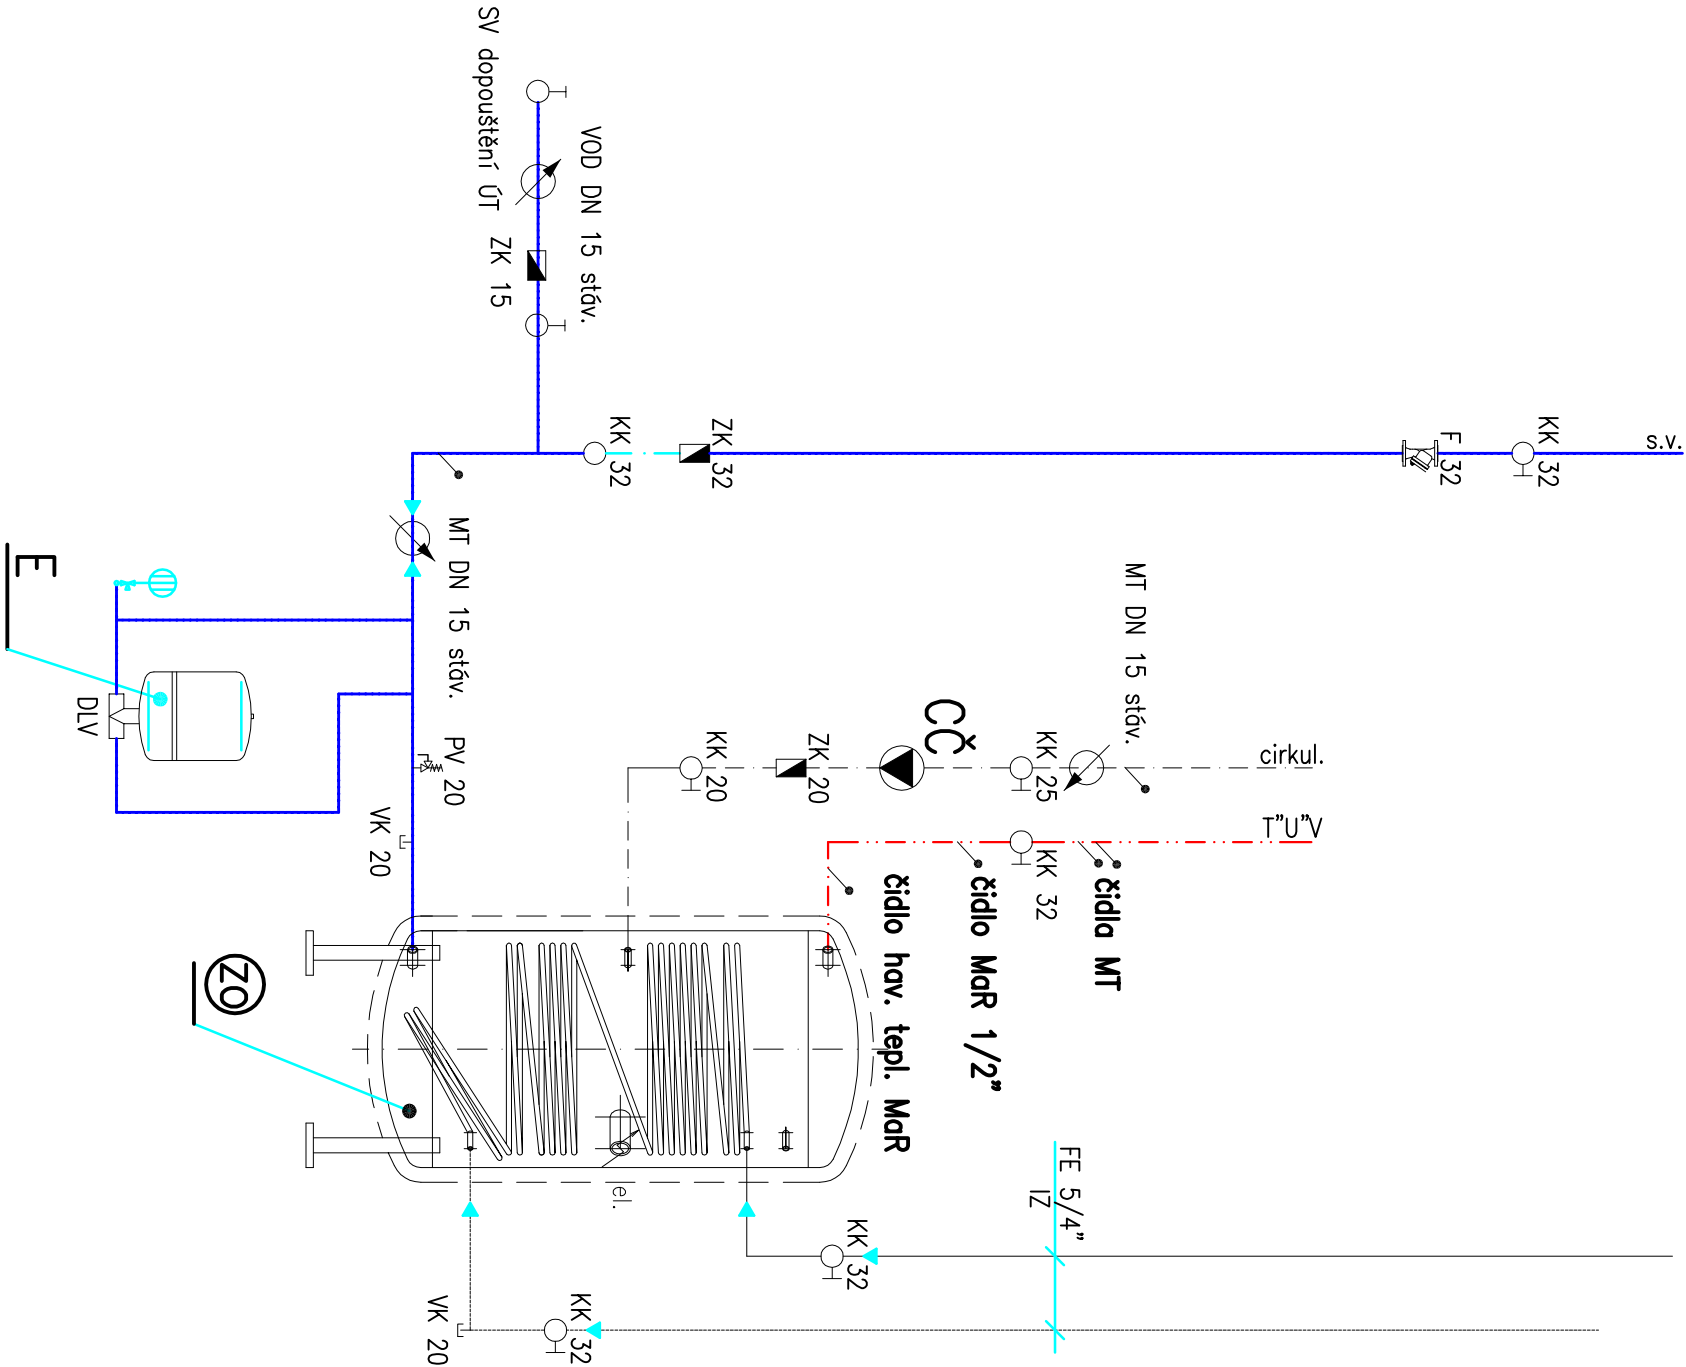 SV dopouštění ÚT
VOD DN 15 stáv.
ZK 15
KK 32
ZK 32
F 32
KK 32
s.v.
MT DN 15 stáv.
E
DLV
PV 20
VK 20
MT DN 15 stáv.
cirkul.
KK 20
ZK 20
CČ
KK 25
T"U"V
KK 32
čidla MT
čidlo MaR 1/2"
čidlo hav. tepl. MaR
ZO
el.
FE 5/4"
IZ
KK 32
VK 20
KK 32